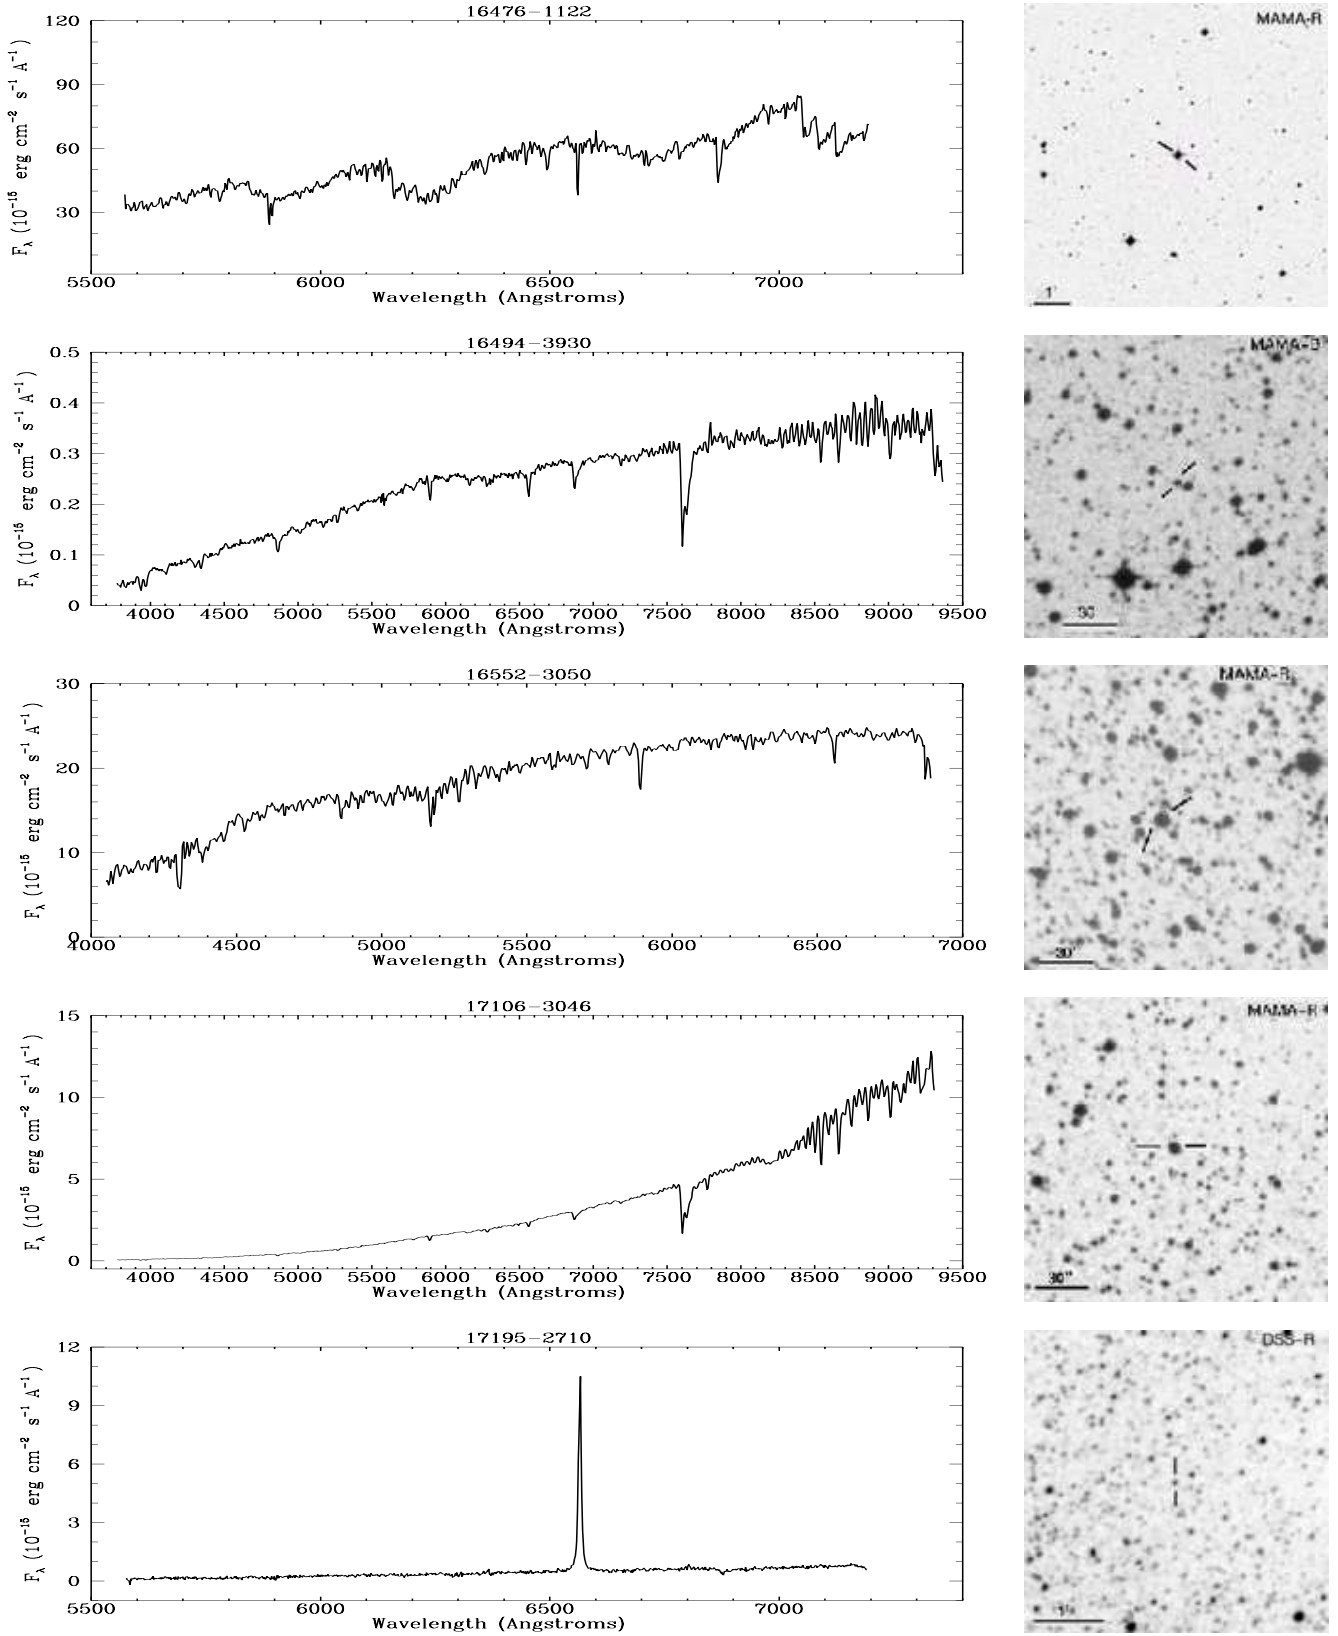 16476−1122
MAMA-R
120
90
60
30
F_λ (10⁻¹⁵ erg cm⁻² s⁻¹ A⁻¹)
5500 6000 6500 7000
Wavelength (Angstroms)
1'
16494−3930
0.5
0.4
0.3
0.2
0.1
0
F_λ (10⁻¹⁵ erg cm⁻² s⁻¹ A⁻¹)
4000 4500 5000 5500 6000 6500 7000 7500 8000 8500 9000 9500
Wavelength (Angstroms)
30
16552−3050
MAMA-R
30
20
10
0
F_λ (10⁻¹⁵ erg cm⁻² s⁻¹ A⁻¹)
4000 4500 5000 5500 6000 6500 7000
Wavelength (Angstroms)
30"
17106−3046
MAMA-R
15
10
5
0
F_λ (10⁻¹⁵ erg cm⁻² s⁻¹ A⁻¹)
4000 4500 5000 5500 6000 6500 7000 7500 8000 8500 9000 9500
Wavelength (Angstroms)
30"
17195−2710
DSS-R
12
9
6
3
0
F_λ (10⁻¹⁵ erg cm⁻² s⁻¹ A⁻¹)
5500 6000 6500 7000
Wavelength (Angstroms)
1'